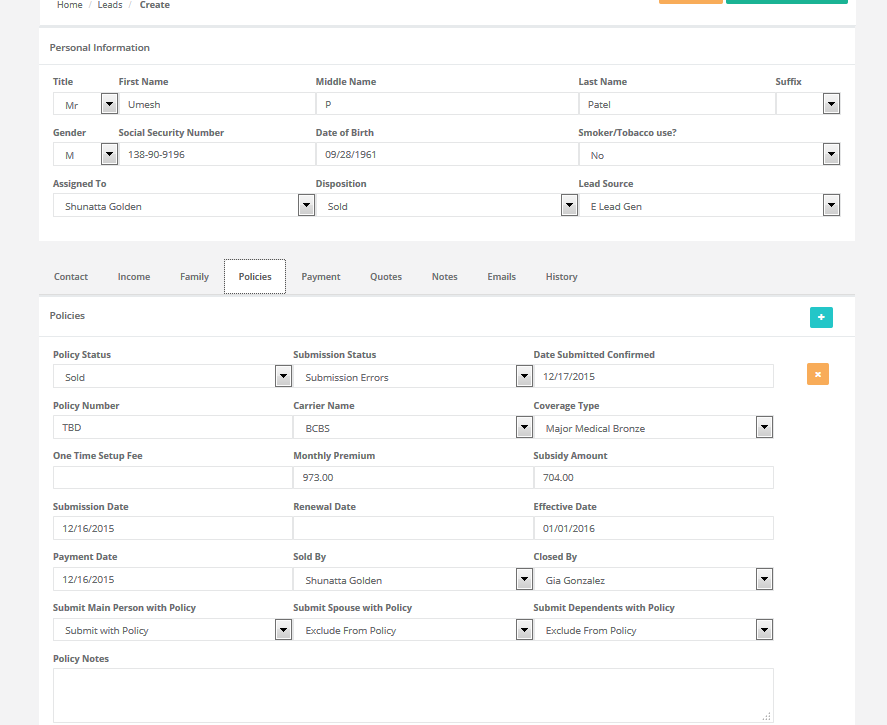 Home / Leads / Create
Personal Information
Title First Name Middle Name Last Name Suffix
Mr Umesh P Patel
Gender Social Security Number Date of Birth Smoker/Tobacco use?
M 138-90-9196 09/28/1961 No
Assigned To Disposition Lead Source
Shunatta Golden Sold E Lead Gen
Contact Income Family Policies Payment Quotes Notes Emails History
Policies
Policy Status Submission Status Date Submitted Confirmed
Sold Submission Errors 12/17/2015
Policy Number Carrier Name Coverage Type
TBD BCBS Major Medical Bronze
One Time Setup Fee Monthly Premium Subsidy Amount
973.00 704.00
Submission Date Renewal Date Effective Date
12/16/2015 01/01/2016
Payment Date Sold By Closed By
12/16/2015 Shunatta Golden Gia Gonzalez
Submit Main Person with Policy Submit Spouse with Policy Submit Dependents with Policy
Submit with Policy Exclude From Policy Exclude From Policy
Policy Notes